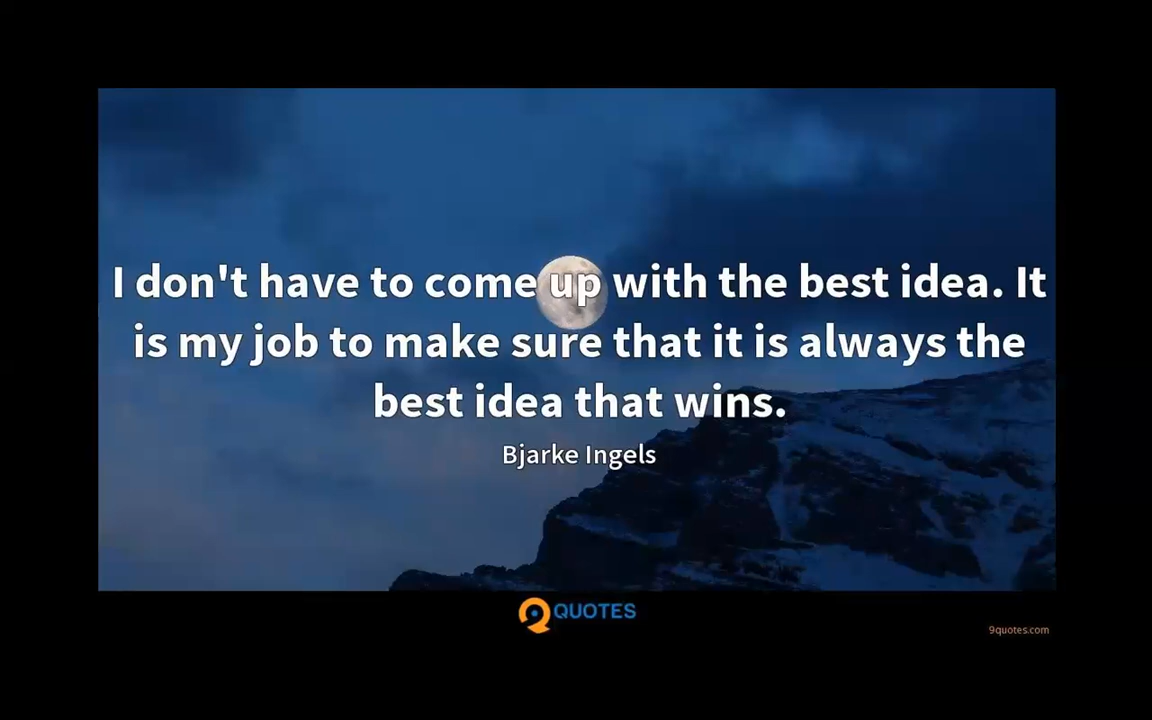 I don't have to come up with the best idea. It
is my job to make sure that it is always the
best idea that wins.
Bjarke Ingels
QUOTES
9quotes.com